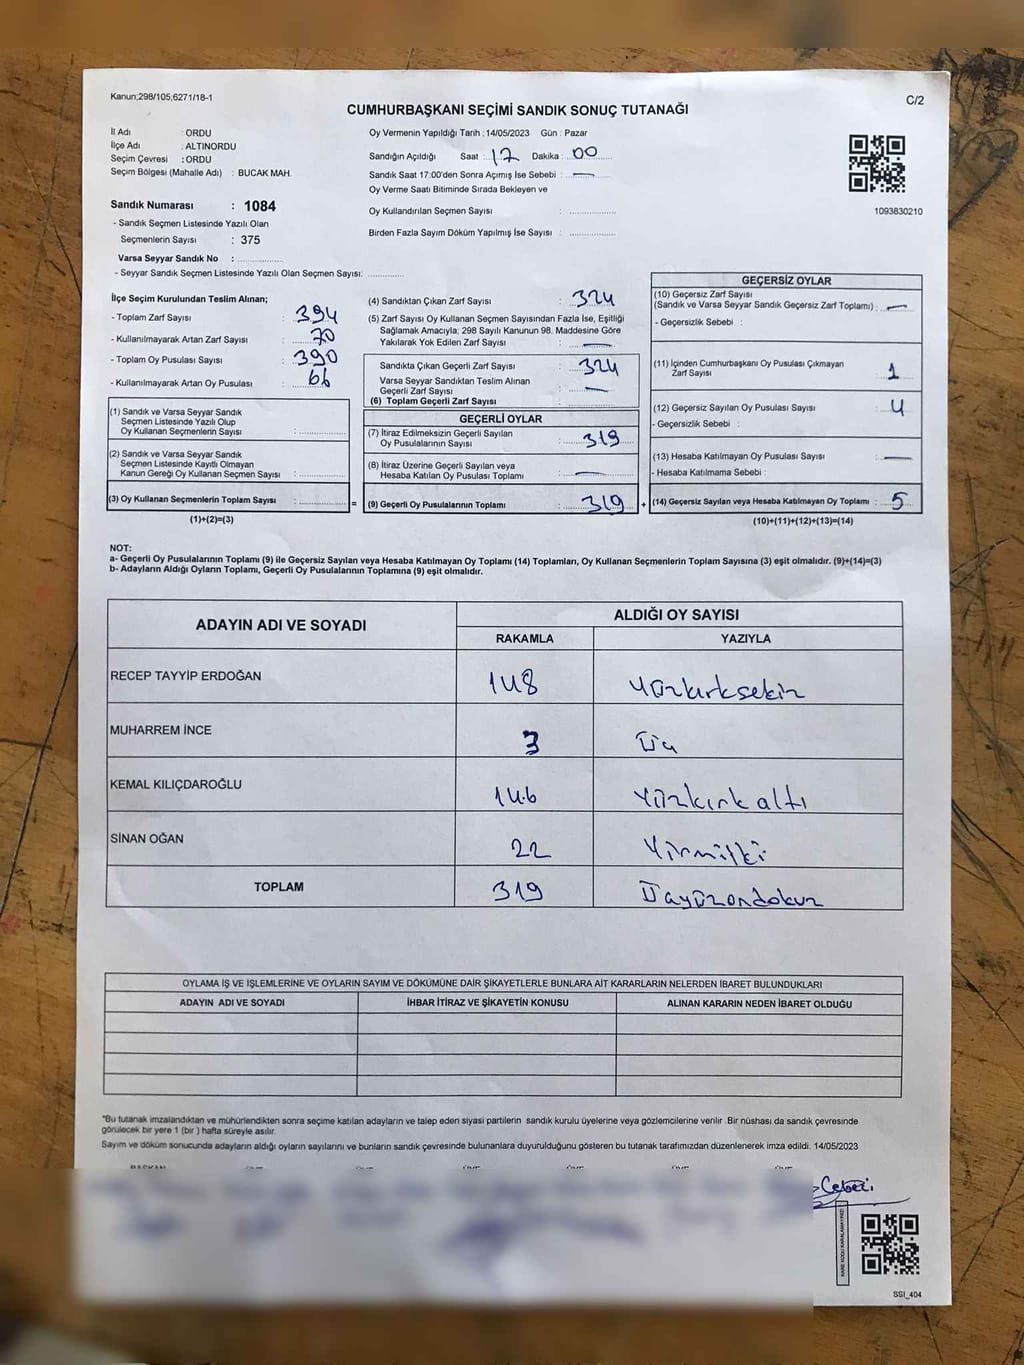 Kanun;298/105;6271/18-1
C/2
CUMHURBAŞKANI SEÇİMİ SANDIK SONUÇ TUTANAĞI
İl Adı : ORDU
İlçe Adı : ALTINORDU
Seçim Çevresi : ORDU
Seçim Bölgesi (Mahalle Adı) : BUCAK MAH.
Sandık Numarası : 1084
- Sandık Seçmen Listesinde Yazılı Olan
Seçmenlerin Sayısı : 375
Varsa Seyyar Sandık No :
- Seyyar Sandık Seçmen Listesinde Yazılı Olan Seçmen Sayısı:
Oy Vermenin Yapıldığı Tarih : 14/05/2023 Gün : Pazar
Sandığın Açıldığı Saat : 17 Dakika : 00
Sandık Saat 17:00'den Sonra Açılmış İse Sebebi : —
Oy Verme Saati Bitiminde Sırada Bekleyen ve
Oy Kullandırılan Seçmen Sayısı :
Birden Fazla Sayım Döküm Yapılmış İse Sayısı :
1093830210
İlçe Seçim Kurulundan Teslim Alınan;
- Toplam Zarf Sayısı : 394
- Kullanılmayarak Artan Zarf Sayısı : 70
- Toplam Oy Pusulası Sayısı : 390
- Kullanılmayarak Artan Oy Pusulası : 66
(1) Sandık ve Varsa Seyyar Sandık
Seçmen Listesinde Yazılı Olup
Oy Kullanan Seçmenlerin Sayısı :
(2) Sandık ve Varsa Seyyar Sandık
Seçmen Listesinde Kayıtlı Olmayan
Kanun Gereği Oy Kullanan Seçmen Sayısı :
(3) Oy Kullanan Seçmenlerin Toplam Sayısı :
(1)+(2)=(3)
(4) Sandıktan Çıkan Zarf Sayısı : 324
(5) Zarf Sayısı Oy Kullanan Seçmen Sayısından Fazla İse, Eşitliği
Sağlamak Amacıyla; 298 Sayılı Kanunun 98. Maddesine Göre
Yakılarak Yok Edilen Zarf Sayısı : —
Sandıkta Çıkan Geçerli Zarf Sayısı : 324
Varsa Seyyar Sandıktan Teslim Alınan
Geçerli Zarf Sayısı : —
(6) Toplam Geçerli Zarf Sayısı :
GEÇERLİ OYLAR
(7) İtiraz Edilmeksizin Geçerli Sayılan
Oy Pusulalarının Sayısı : 319
(8) İtiraz Üzerine Geçerli Sayılan veya
Hesaba Katılan Oy Pusulası Toplamı : —
= (9) Geçerli Oy Pusulalarının Toplamı : 319 +
GEÇERSİZ OYLAR
(10) Geçersiz Zarf Sayısı
(Sandık ve Varsa Seyyar Sandık Geçersiz Zarf Toplamı) : —
- Geçersizlik Sebebi :
(11) İçinden Cumhurbaşkanı Oy Pusulası Çıkmayan
Zarf Sayısı : 1
(12) Geçersiz Sayılan Oy Pusulası Sayısı : 4
- Geçersizlik Sebebi :
(13) Hesaba Katılmayan Oy Pusulası Sayısı : —
- Hesaba Katılmama Sebebi :
(14) Geçersiz Sayılan veya Hesaba Katılmayan Oy Toplamı : 5
(10)+(11)+(12)+(13)=(14)
NOT:
a- Geçerli Oy Pusulalarının Toplamı (9) ile Geçersiz Sayılan veya Hesaba Katılmayan Oy Toplamı (14) Toplamları, Oy Kullanan Seçmenlerin Toplam Sayısına (3) eşit olmalıdır. (9)+(14)=(3)
b- Adayların Aldığı Oyların Toplamı, Geçerli Oy Pusulalarının Toplamına (9) eşit olmalıdır.
ADAYIN ADI VE SOYADI
ALDIĞI OY SAYISI
RAKAMLA YAZIYLA
RECEP TAYYİP ERDOĞAN 148 Yüzkırksekiz
MUHARREM İNCE 3 Üç
KEMAL KILIÇDAROĞLU 146 Yüzkırkaltı
SİNAN OĞAN 22 Yirmiiki
TOPLAM 319 Üçyüzondokuz
OYLAMA İŞ VE İŞLEMLERİNE VE OYLARIN SAYIM VE DÖKÜMÜNE DAİR ŞİKAYETLERLE BUNLARA AİT KARARLARIN NELERDEN İBARET BULUNDUKLARI
ADAYIN ADI VE SOYADI İHBAR İTİRAZ VE ŞİKAYETİN KONUSU ALINAN KARARIN NEDEN İBARET OLDUĞU
*Bu tutanak imzalandıktan ve mühürlendikten sonra seçime katılan adayların ve talep eden siyasi partilerin sandık kurulu üyelerine veya gözlemcilerine verilir .Bir nüshası da sandık çevresinde
görülecek bir yere 1 (bir ) hafta süreyle asılır.
Sayım ve döküm sonucunda adayların aldığı oyların sayılarını ve bunların sandık çevresinde bulunanlara duyurulduğunu gösteren bu tutanak tarafımızdan düzenlenerek imza edildi. 14/05/2023
KARE KODU KARALAMAYINIZ!
SSI_404